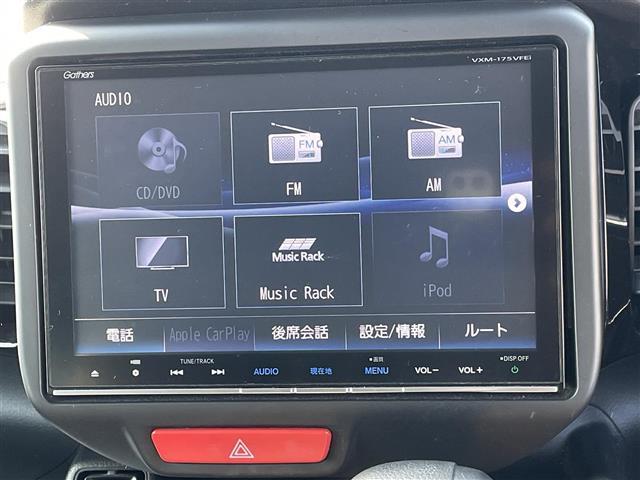 Gathers
VXM-175VFEi
AUDIO
FM
AM
CD/DVD
FM
AM
Music Rack
TV
Music Rack
iPod
電話
Apple CarPlay
後席会話
設定/情報
ルート
TUNE/TRACK
画質
DISP OFF
AUDIO
現在地
MENU
VOL−
VOL+